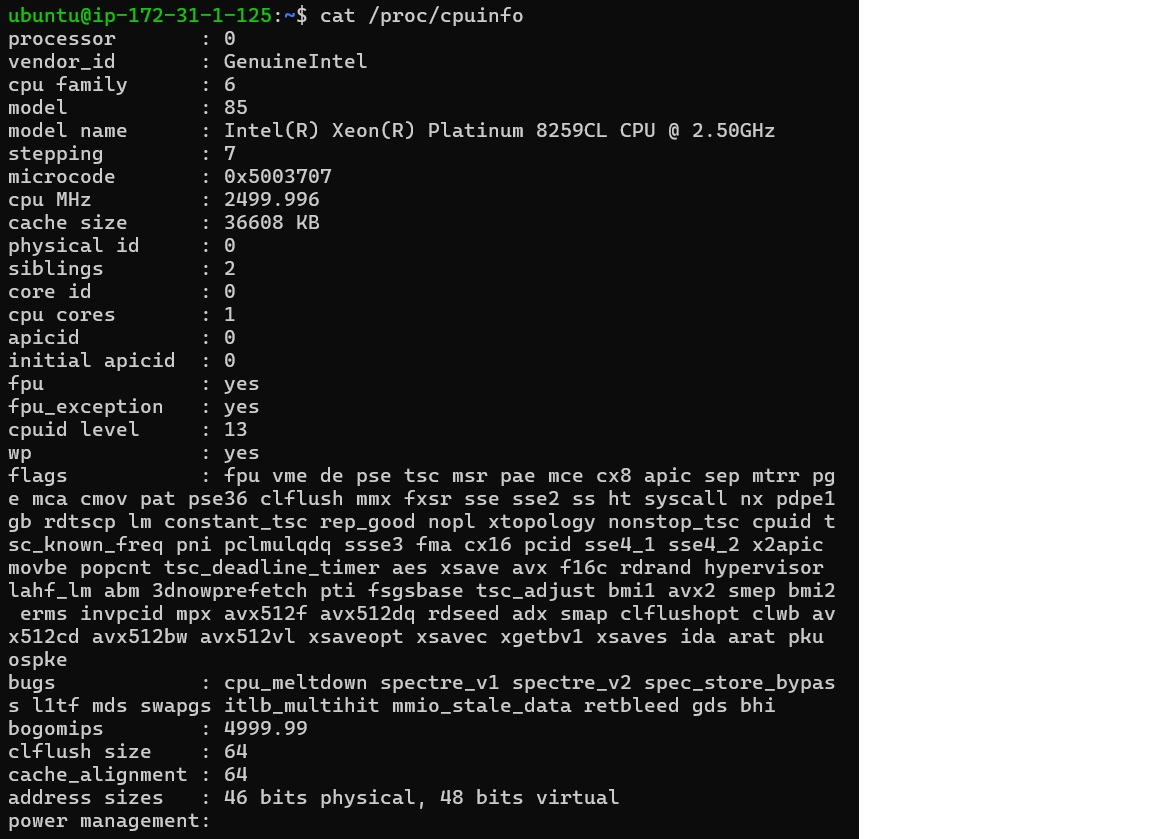 ubuntu@ip-172-31-1-125:~$ cat /proc/cpuinfo
processor       : 0
vendor_id       : GenuineIntel
cpu family      : 6
model           : 85
model name      : Intel(R) Xeon(R) Platinum 8259CL CPU @ 2.50GHz
stepping        : 7
microcode       : 0x5003707
cpu MHz         : 2499.996
cache size      : 36608 KB
physical id     : 0
siblings        : 2
core id         : 0
cpu cores       : 1
apicid          : 0
initial apicid  : 0
fpu             : yes
fpu_exception   : yes
cpuid level     : 13
wp              : yes
flags           : fpu vme de pse tsc msr pae mce cx8 apic sep mtrr pg
e mca cmov pat pse36 clflush mmx fxsr sse sse2 ss ht syscall nx pdpe1
gb rdtscp lm constant_tsc rep_good nopl xtopology nonstop_tsc cpuid t
sc_known_freq pni pclmulqdq ssse3 fma cx16 pcid sse4_1 sse4_2 x2apic
movbe popcnt tsc_deadline_timer aes xsave avx f16c rdrand hypervisor
lahf_lm abm 3dnowprefetch pti fsgsbase tsc_adjust bmi1 avx2 smep bmi2
 erms invpcid mpx avx512f avx512dq rdseed adx smap clflushopt clwb av
x512cd avx512bw avx512vl xsaveopt xsavec xgetbv1 xsaves ida arat pku
ospke
bugs            : cpu_meltdown spectre_v1 spectre_v2 spec_store_bypas
s l1tf mds swapgs itlb_multihit mmio_stale_data retbleed gds bhi
bogomips        : 4999.99
clflush size    : 64
cache_alignment : 64
address sizes   : 46 bits physical, 48 bits virtual
power management: